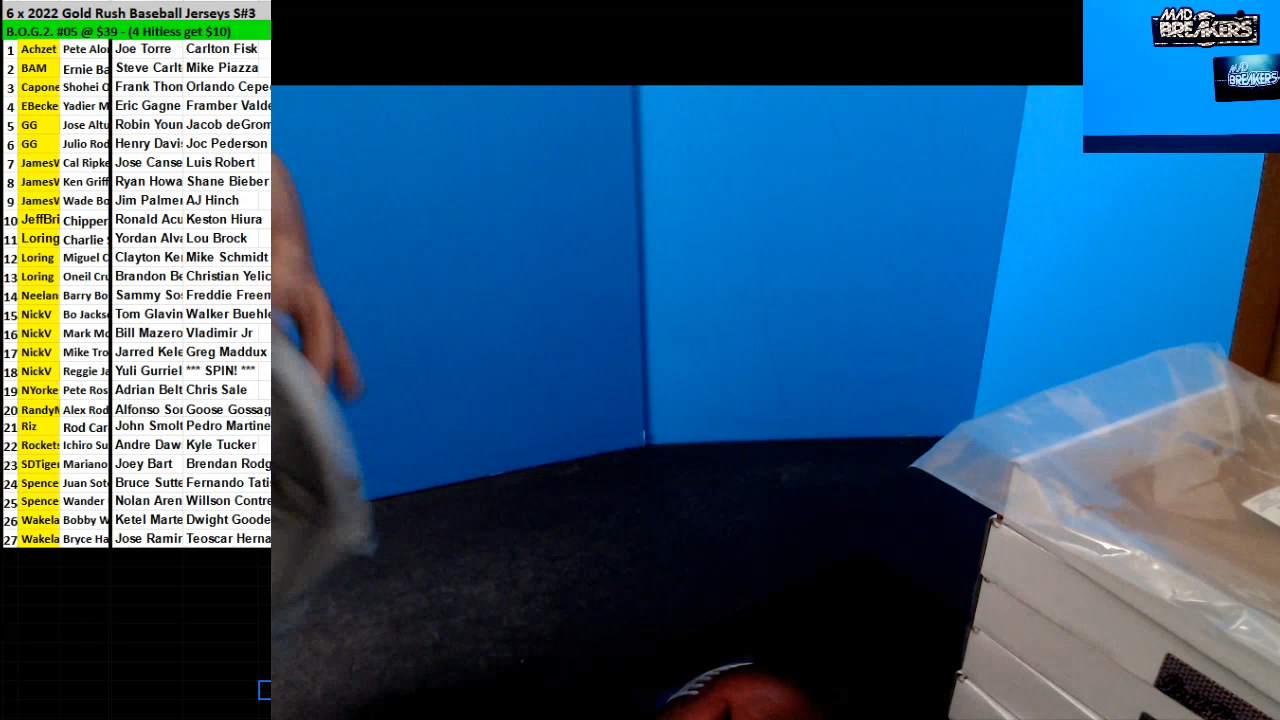 6 x 2022 Gold Rush Baseball Jerseys S#3
B.O.G.2. #05 @ $39 - (4 Hitless get $10)
1 Achzet Pete Alo Joe Torre Carlton Fisk
2 BAM Ernie Ba Steve Carlt Mike Piazza
3 Capone Shohei O Frank Thon Orlando Cepe
4 EBecke Yadier M Eric Gagne Framber Valde
5 GG Jose Altu Robin Youn Jacob deGrom
6 GG Julio Rod Henry Davi Joc Pederson
7 JamesW Cal Ripke Jose Canse Luis Robert
8 JamesW Ken Griff Ryan Howa Shane Bieber
9 JamesW Wade Bo Jim Palmer AJ Hinch
10 JeffBri Chipper Ronald Acu Keston Hiura
11 Loring Charlie Yordan Alva Lou Brock
12 Loring Miguel C Clayton Ke Mike Schmidt
13 Loring Oneil Cru Brandon Be Christian Yelic
14 Neelan Barry Bo Sammy So Freddie Freem
15 NickV Bo Jacks Tom Glavin Walker Buehle
16 NickV Mark Mc Bill Mazero Vladimir Jr
17 NickV Mike Tro Jarred Kele Greg Maddux
18 NickV Reggie Ja Yuli Gurriel *** SPIN! ***
19 NYorke Pete Ros Adrian Belt Chris Sale
20 RandyM Alex Rod Alfonso Sor Goose Gossag
21 Riz Rod Car John Smolt Pedro Martine
22 Rockets Ichiro Su Andre Daw Kyle Tucker
23 SDTiger Mariano Joey Bart Brendan Rodg
24 Spence Juan Sot Bruce Sutte Fernando Tatis
25 Spence Wander Nolan Aren Willson Contre
26 Wakela Bobby W Ketel Marte Dwight Goode
27 Wakela Bryce Ha Jose Ramir Teoscar Herna
MAD
BREAKERS
MAD
BREAKERS